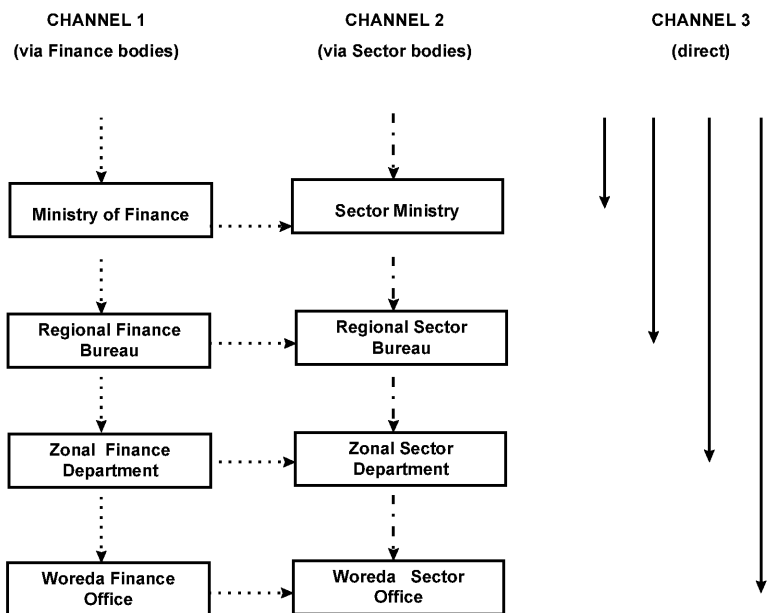 CHANNEL 1
(via Finance bodies)
CHANNEL 2
(via Sector bodies)
CHANNEL 3
(direct)
Ministry of Finance
Sector Ministry
Regional Finance
Bureau
Regional Sector
Bureau
Zonal Finance
Department
Zonal Sector
Department
Woreda Finance
Office
Woreda Sector
Office